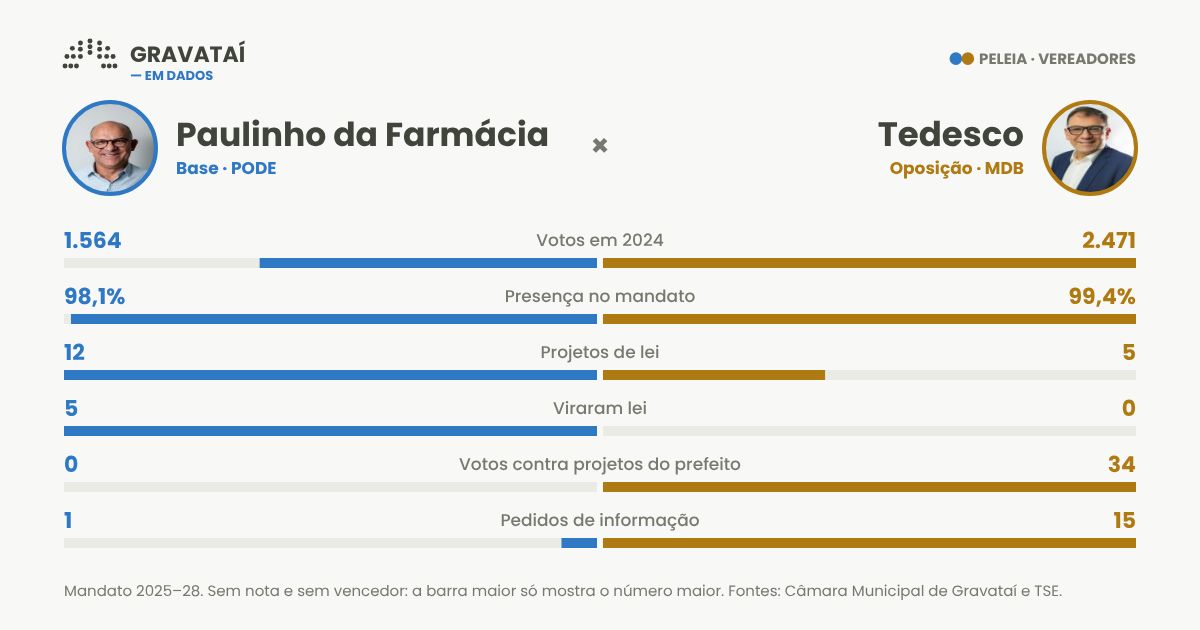 GRAVATAÍ
— EM DADOS
PELEIA · VEREADORES
Paulinho da Farmácia
Base · PODE
×
Tedesco
Oposição · MDB
1.564 Votos em 2024 2.471
98,1% Presença no mandato 99,4%
12 Projetos de lei 5
5 Viraram lei 0
0 Votos contra projetos do prefeito 34
1 Pedidos de informação 15
Mandato 2025–28. Sem nota e sem vencedor: a barra maior só mostra o número maior. Fontes: Câmara Municipal de Gravataí e TSE.